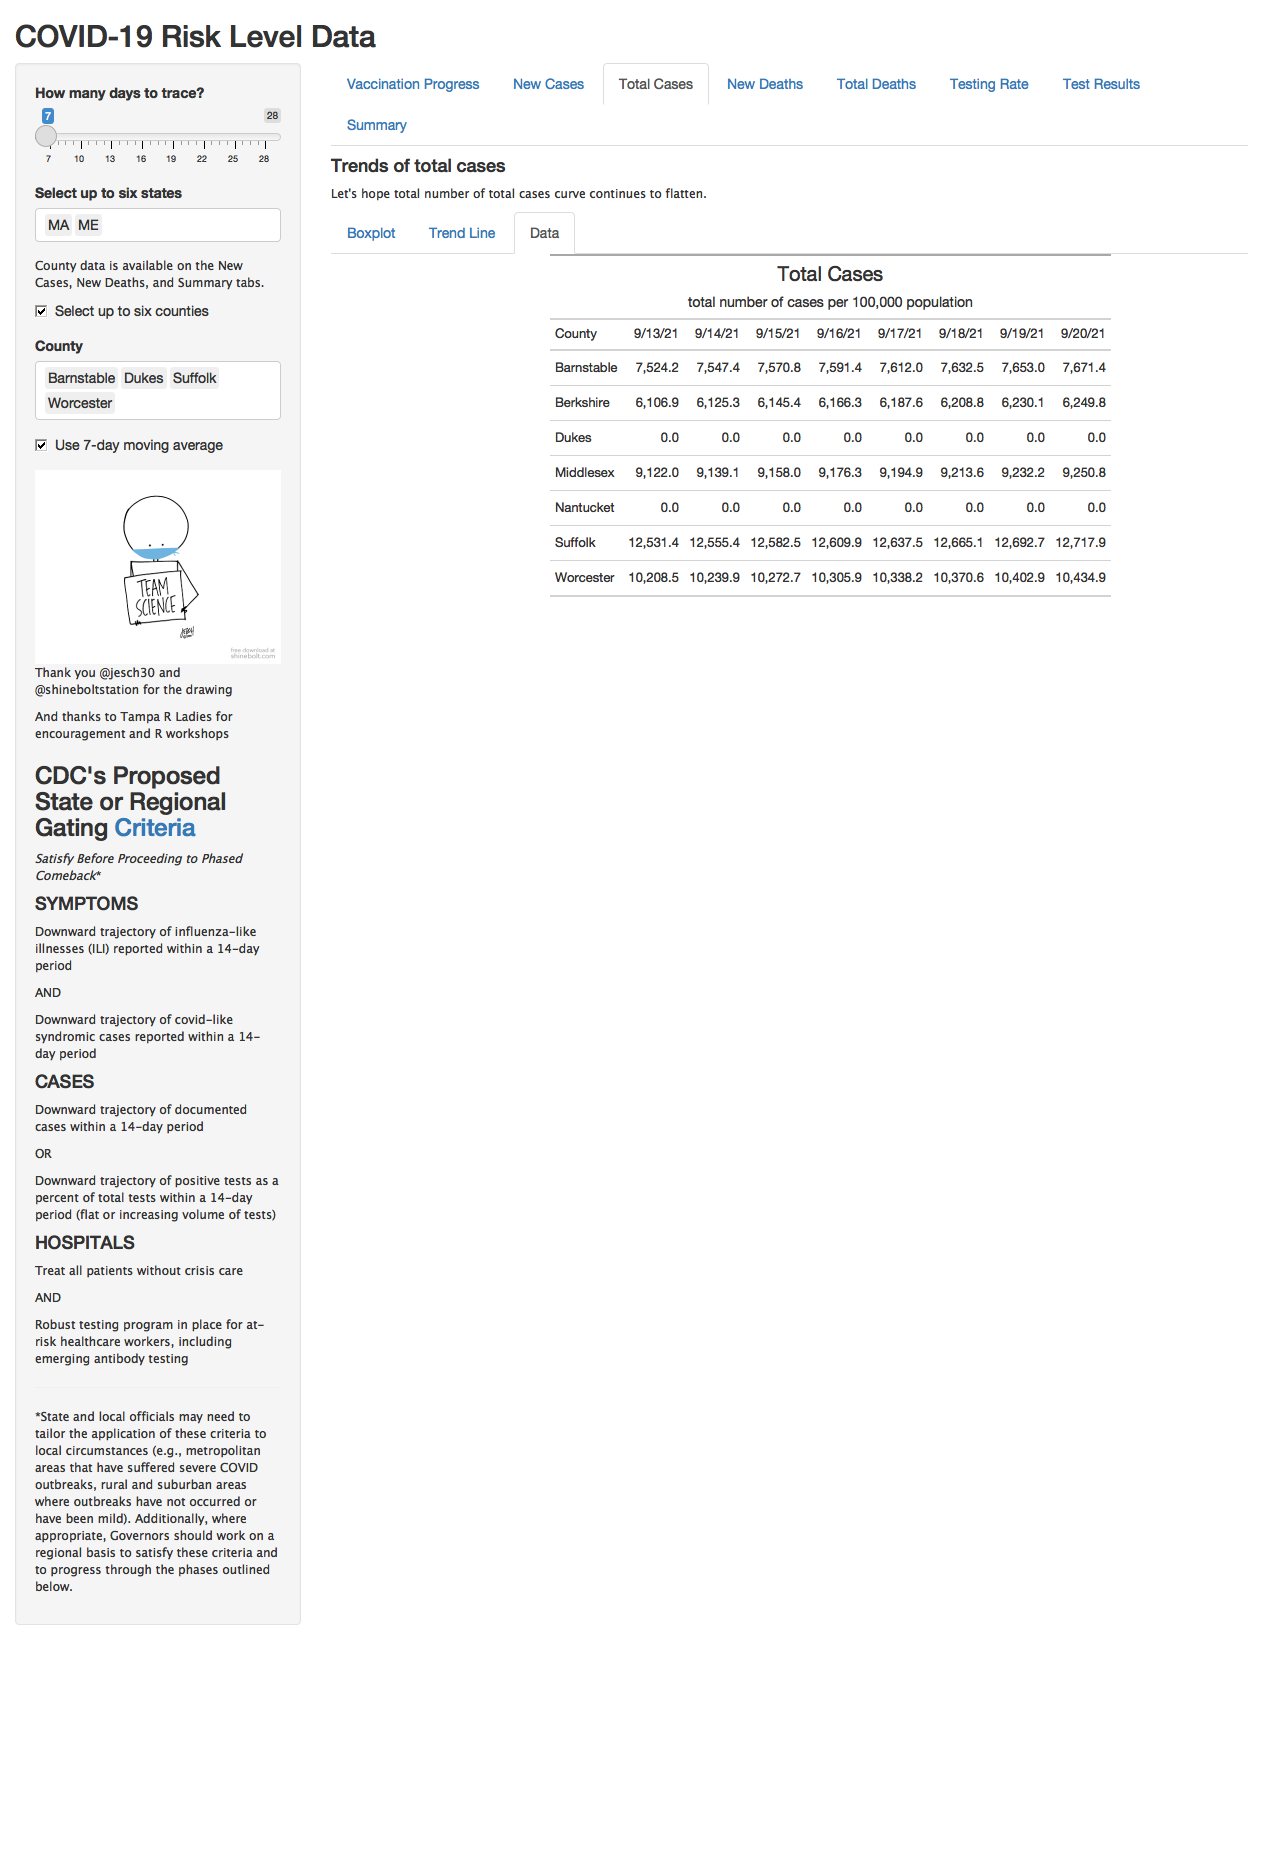 COVID-19 Risk Level Data
How many days to trace?
7 28
7 10 13 16 19 22 25 28
Select up to six states
MA ME
County data is available on the New
Cases, New Deaths, and Summary tabs.
Select up to six counties
County
Barnstable Dukes Suffolk
Worcester
Use 7-day moving average
TEAM
SCIENCE
free download at
shinebolt.com
Thank you @jesch30 and
@shineboltstation for the drawing
And thanks to Tampa R Ladies for
encouragement and R workshops
CDC's Proposed
State or Regional
Gating Criteria
Satisfy Before Proceeding to Phased
Comeback*
SYMPTOMS
Downward trajectory of influenza-like
illnesses (ILI) reported within a 14-day
period
AND
Downward trajectory of covid-like
syndromic cases reported within a 14-
day period
CASES
Downward trajectory of documented
cases within a 14-day period
OR
Downward trajectory of positive tests as a
percent of total tests within a 14-day
period (flat or increasing volume of tests)
HOSPITALS
Treat all patients without crisis care
AND
Robust testing program in place for at-
risk healthcare workers, including
emerging antibody testing
*State and local officials may need to
tailor the application of these criteria to
local circumstances (e.g., metropolitan
areas that have suffered severe COVID
outbreaks, rural and suburban areas
where outbreaks have not occurred or
have been mild). Additionally, where
appropriate, Governors should work on a
regional basis to satisfy these criteria and
to progress through the phases outlined
below.
Vaccination Progress New Cases Total Cases New Deaths Total Deaths Testing Rate Test Results
Summary
Trends of total cases
Let's hope total number of total cases curve continues to flatten.
Boxplot Trend Line Data
Total Cases
total number of cases per 100,000 population
County 9/13/21 9/14/21 9/15/21 9/16/21 9/17/21 9/18/21 9/19/21 9/20/21
Barnstable 7,524.2 7,547.4 7,570.8 7,591.4 7,612.0 7,632.5 7,653.0 7,671.4
Berkshire 6,106.9 6,125.3 6,145.4 6,166.3 6,187.6 6,208.8 6,230.1 6,249.8
Dukes 0.0 0.0 0.0 0.0 0.0 0.0 0.0 0.0
Middlesex 9,122.0 9,139.1 9,158.0 9,176.3 9,194.9 9,213.6 9,232.2 9,250.8
Nantucket 0.0 0.0 0.0 0.0 0.0 0.0 0.0 0.0
Suffolk 12,531.4 12,555.4 12,582.5 12,609.9 12,637.5 12,665.1 12,692.7 12,717.9
Worcester 10,208.5 10,239.9 10,272.7 10,305.9 10,338.2 10,370.6 10,402.9 10,434.9